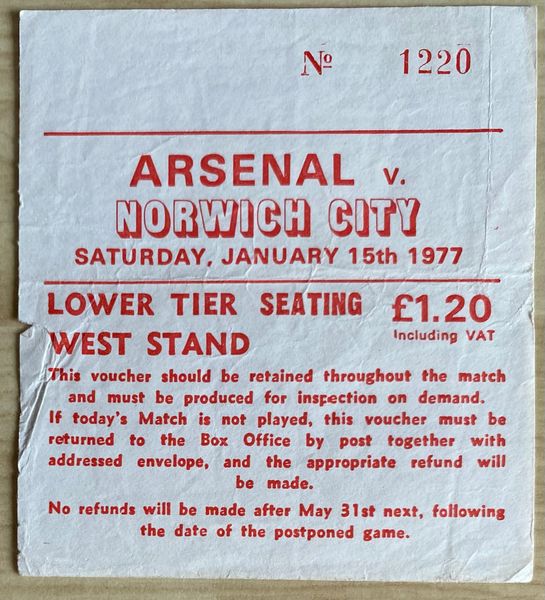 Nº 1220
ARSENAL v.
NORWICH CITY
SATURDAY, JANUARY 15th 1977
LOWER TIER SEATING £1.20
WEST STAND Including VAT
This voucher should be retained throughout the match
and must be produced for inspection on demand.
If today's Match is not played, this voucher must be
returned to the Box Office by post together with
addressed envelope, and the appropriate refund will
be made.
No refunds will be made after May 31st next, following
the date of the postponed game.